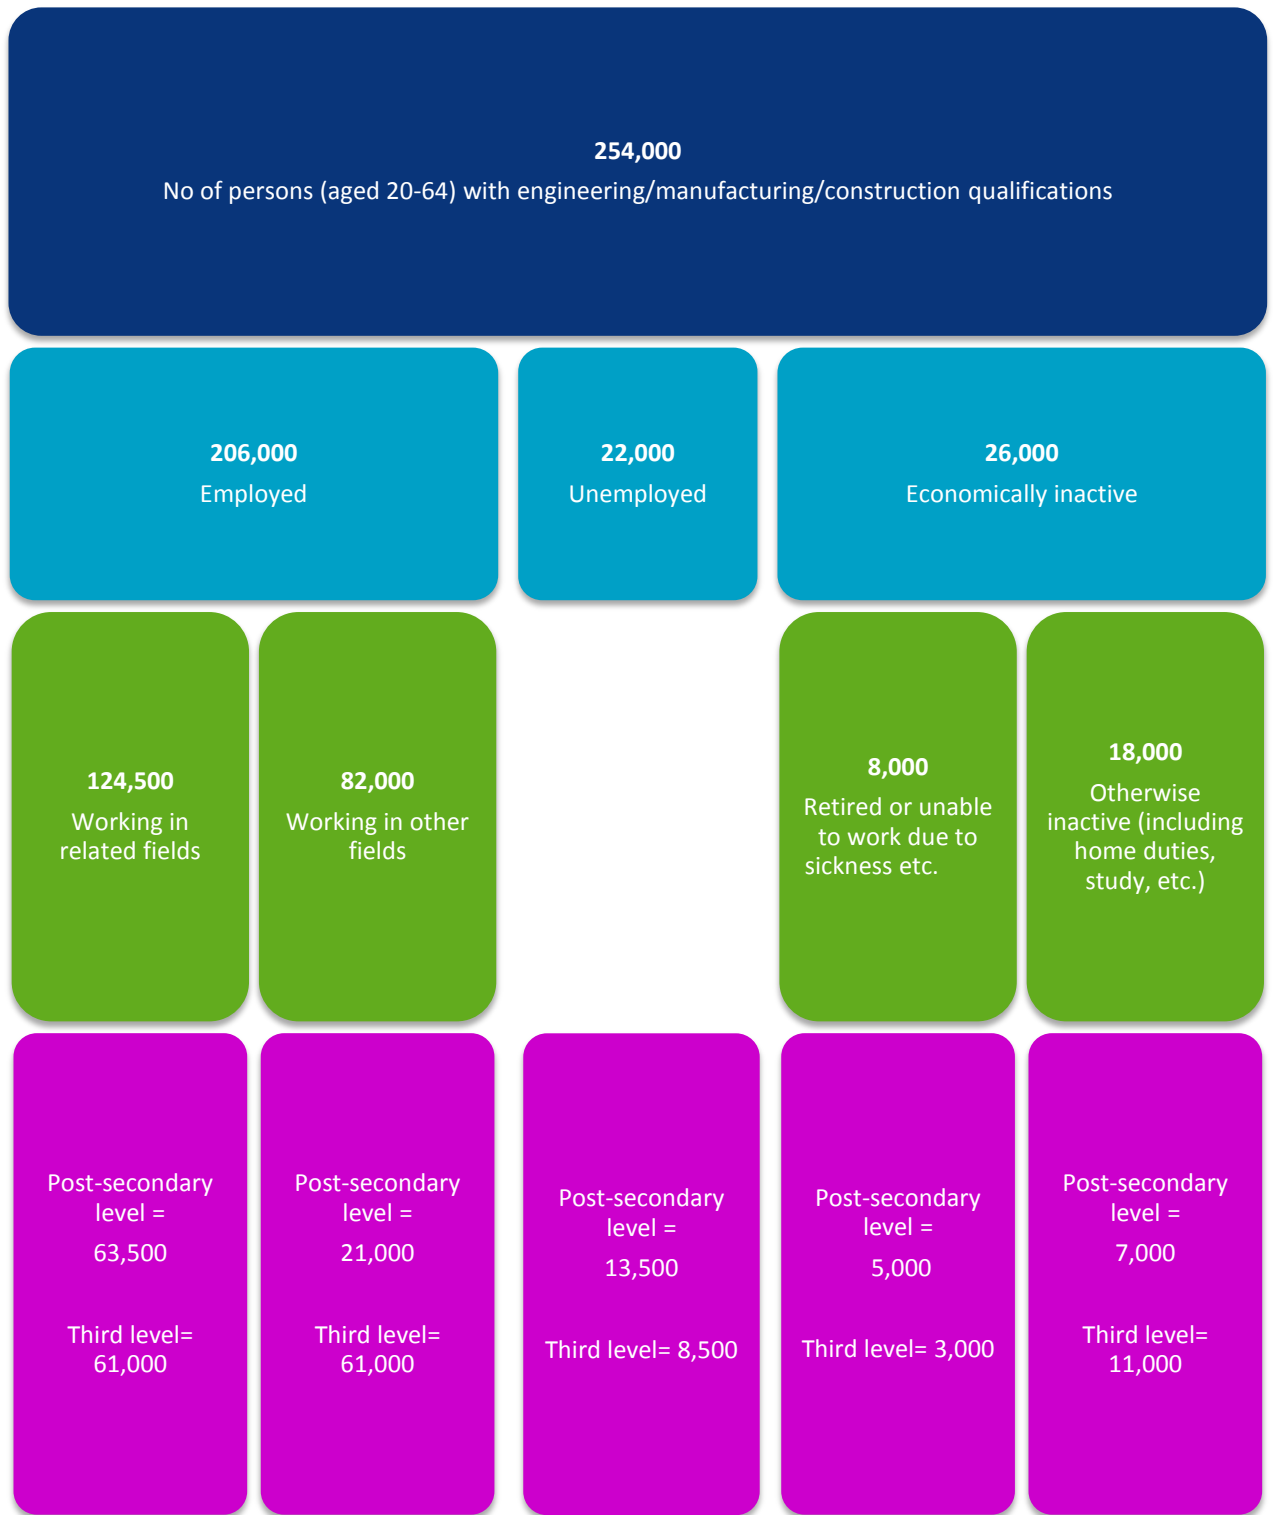 254,000
No of persons (aged 20-64) with engineering/manufacturing/construction qualifications
206,000
Employed
22,000
Unemployed
26,000
Economically inactive
124,500
Working in
related fields
82,000
Working in other
fields
8,000
Retired or unable
to work due to
sickness etc.
18,000
Otherwise
inactive (including
home duties,
study, etc.)
Post-secondary
level =
63,500
Third level=
61,000
Post-secondary
level =
21,000
Third level=
61,000
Post-secondary
level =
13,500
Third level= 8,500
Post-secondary
level =
5,000
Third level= 3,000
Post-secondary
level =
7,000
Third level=
11,000